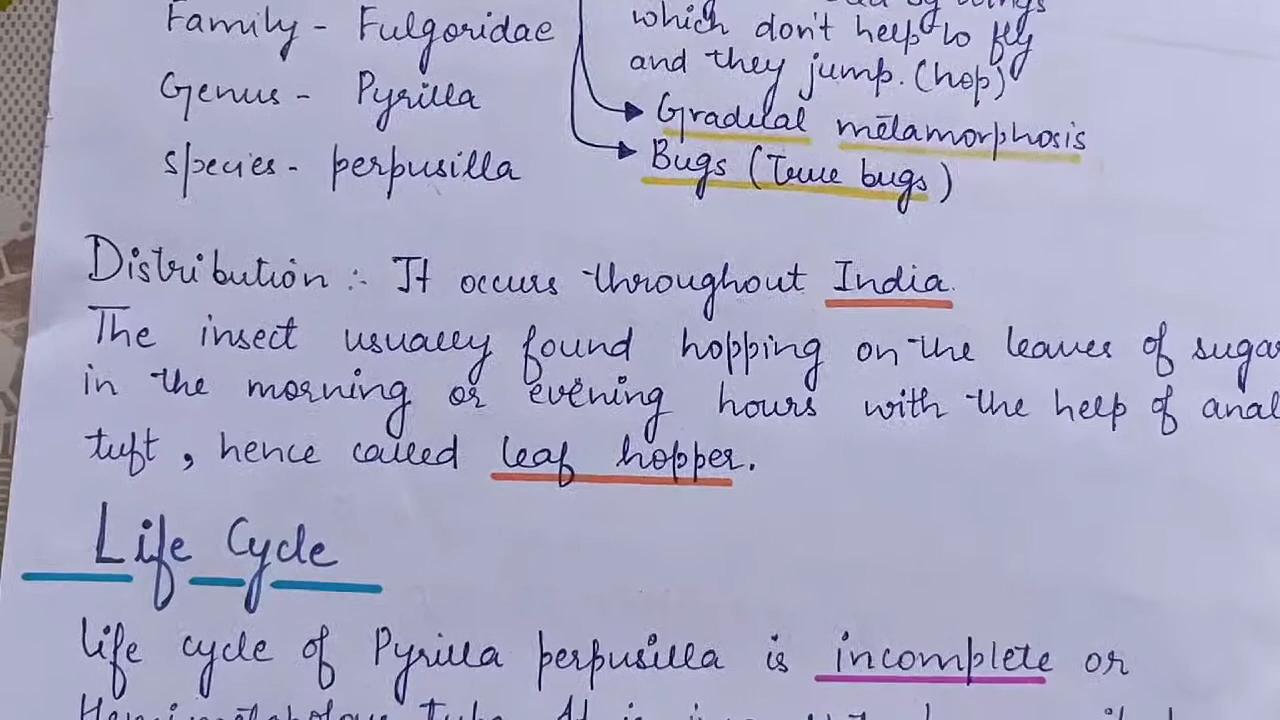 Family - Fulgoridae
Genus - Pyrilla
Species - perpusilla
which don't help to fly
and they jump. (hop)
Gradual metamorphosis
Bugs (True bugs)
Distribution :- It occurs throughout India.
The insect usually found hopping on the leaves of sugar
in the morning or evening hours with the help of anal
tuft, hence called leaf hopper.
Life Cycle
life cycle of Pyrilla perpusilla is incomplete or